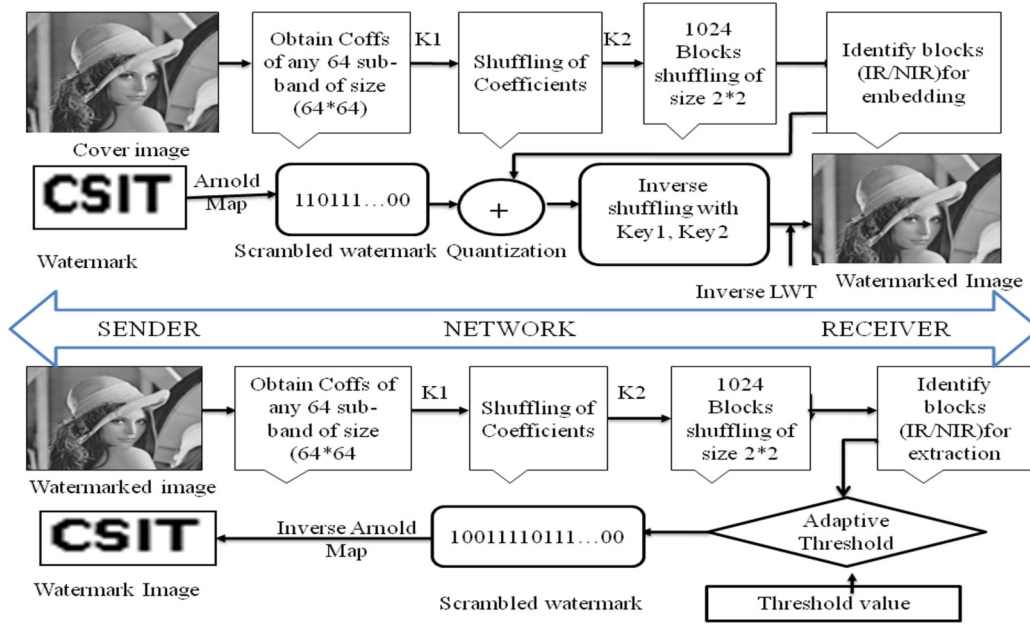 Obtain Coffs
of any 64 sub-
band of size
(64*64)
K1
Shuffling of
Coefficients
K2
1024
Blocks
shuffling of
size 2*2
Identify blocks
(IR/NIR)for
embedding
Cover image
CSIT
Arnold
Map
110111...00
+
Inverse
shuffling with
Key1, Key2
Watermark
Scrambled watermark
Quantization
Inverse LWT
Watermarked Image
SENDER
NETWORK
RECEIVER
Obtain Coffs of
any 64 sub-
band of size
(64*64
K1
Shuffling of
Coefficients
K2
1024
Blocks
shuffling of
size 2*2
Identify
blocks
(IR/NIR)for
extraction
Watermarked image
CSIT
Inverse Arnold
Map
10011110111...00
Adaptive
Threshold
Watermark Image
Scrambled watermark
Threshold value